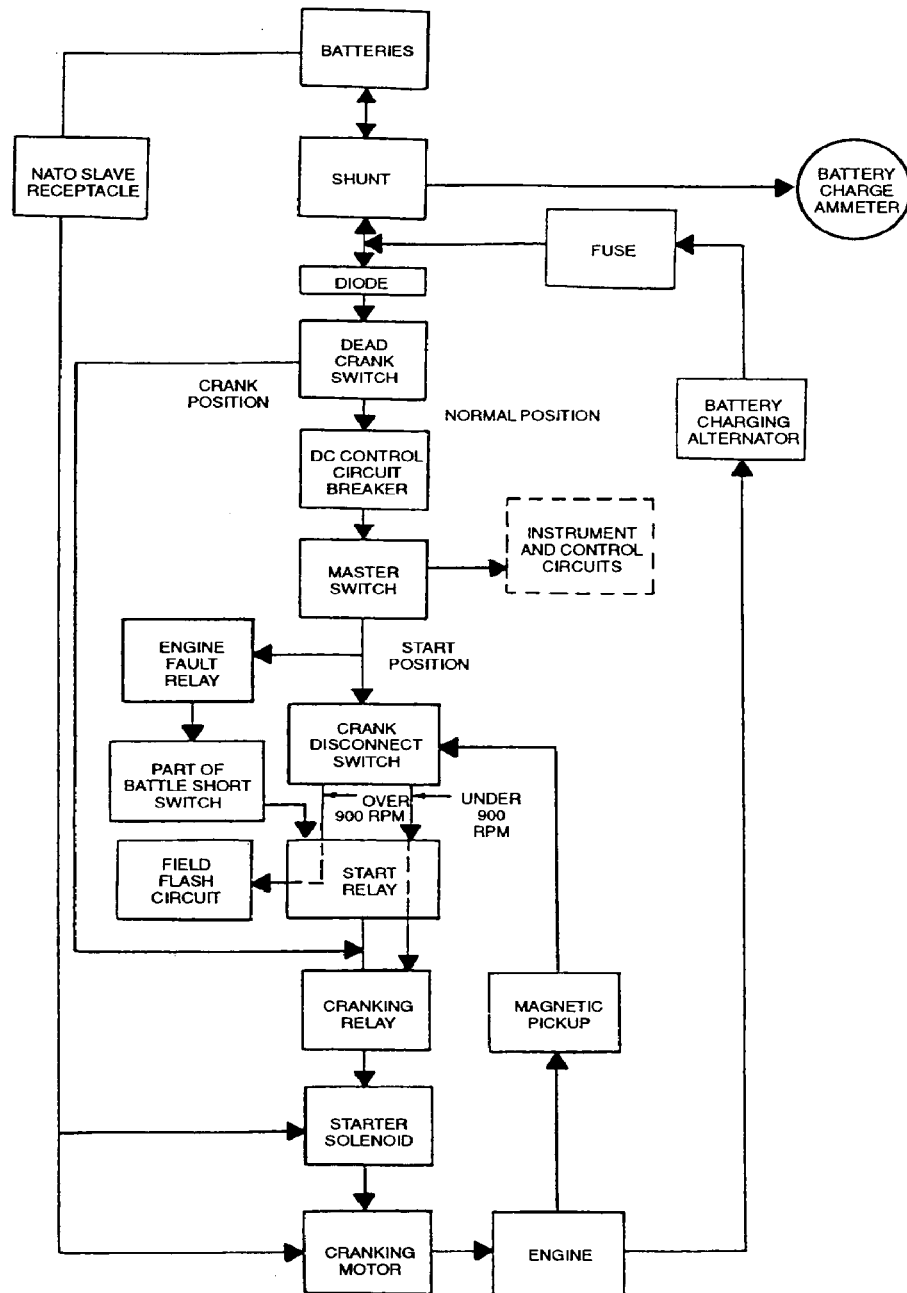 BATTERIES
NATO SLAVE
RECEPTACLE
SHUNT
BATTERY
CHARGE
AMMETER
FUSE
DIODE
DEAD
CRANK
SWITCH
CRANK
POSITION
NORMAL POSITION
BATTERY
CHARGING
ALTERNATOR
DC CONTROL
CIRCUIT
BREAKER
INSTRUMENT
AND CONTROL
CIRCUITS
MASTER
SWITCH
ENGINE
FAULT
RELAY
START
POSITION
CRANK
DISCONNECT
SWITCH
PART OF
BATTLE SHORT
SWITCH
OVER
900 RPM
UNDER
900
RPM
FIELD
FLASH
CIRCUIT
START
RELAY
CRANKING
RELAY
MAGNETIC
PICKUP
STARTER
SOLENOID
CRANKING
MOTOR
ENGINE